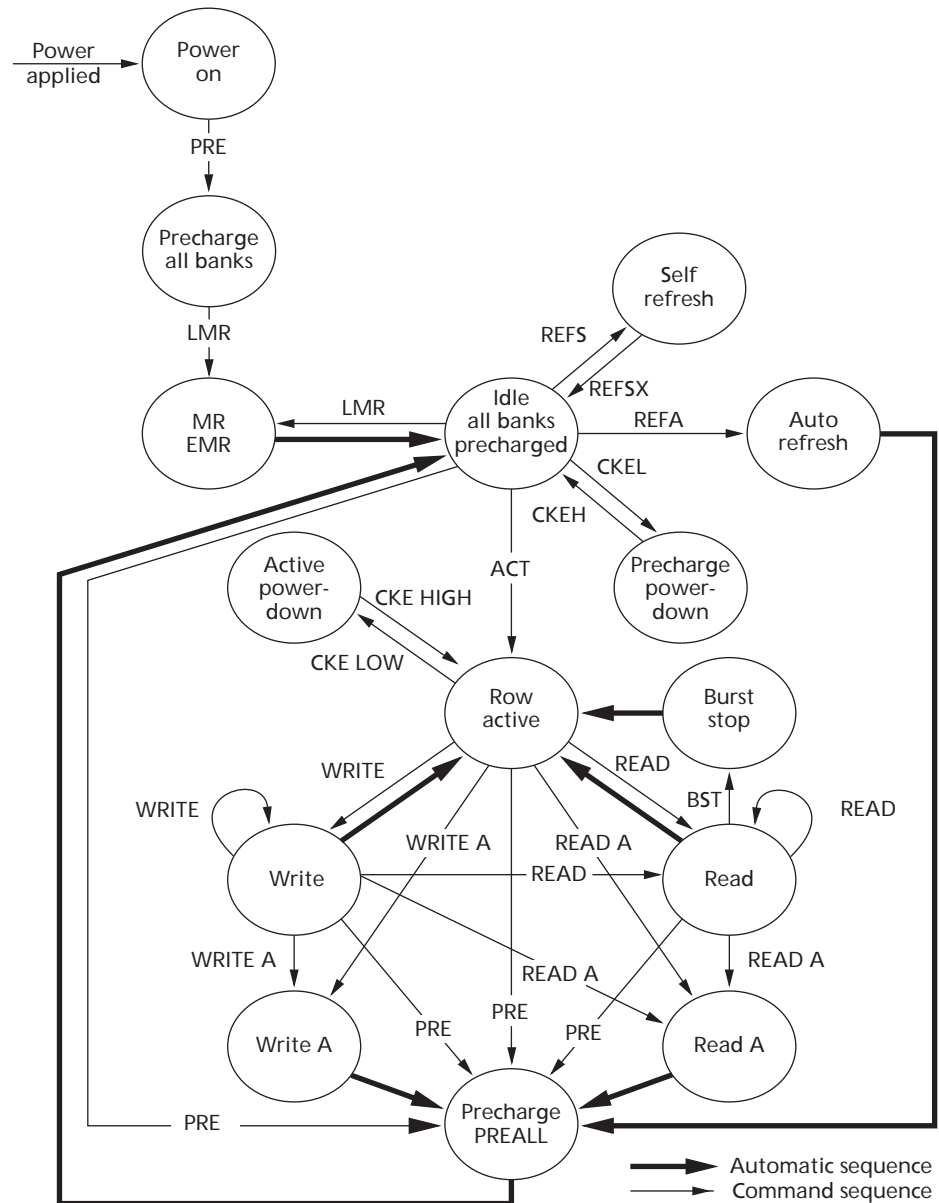 Power
applied
Power
on
PRE
Precharge
all banks
LMR
Self
refresh
REFS
REFSX
MR
EMR
LMR
Idle
all banks
precharged
REFA
Auto
refresh
CKEL
CKEH
ACT
Active
power-
down
CKE HIGH
CKE LOW
Precharge
power-
down
Row
active
Burst
stop
WRITE
READ
BST
WRITE
READ
WRITE A
READ A
Write
READ
Read
WRITE A
READ A
READ A
PRE
PRE
PRE
Write A
Read A
Precharge
PREALL
PRE
Automatic sequence
Command sequence